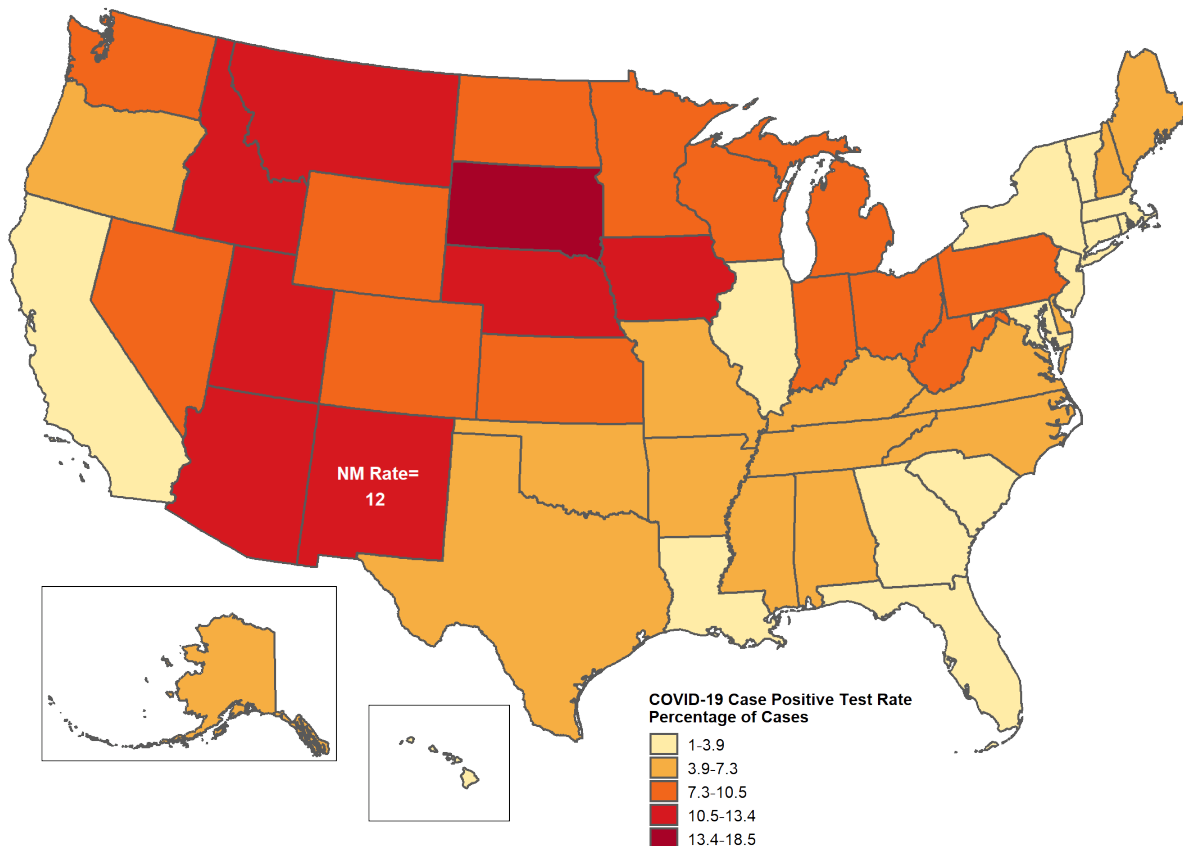 NM Rate=
12
COVID-19 Case Positive Test Rate
Percentage of Cases
1-3.9
3.9-7.3
7.3-10.5
10.5-13.4
13.4-18.5